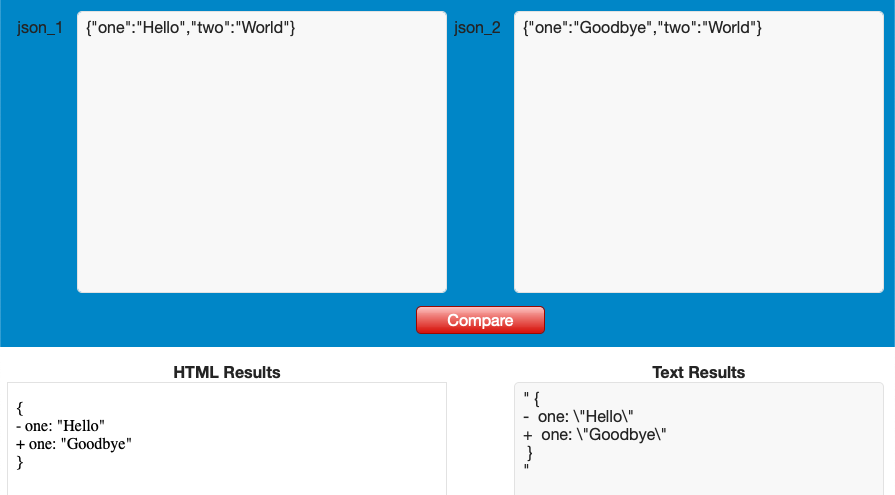 json_1
{"one":"Hello","two":"World"}
json_2
{"one":"Goodbye","two":"World"}
Compare
HTML Results
{
- one: "Hello"
+ one: "Goodbye"
}
Text Results
" {
-  one: \"Hello\"
+  one: \"Goodbye\"
 }
"